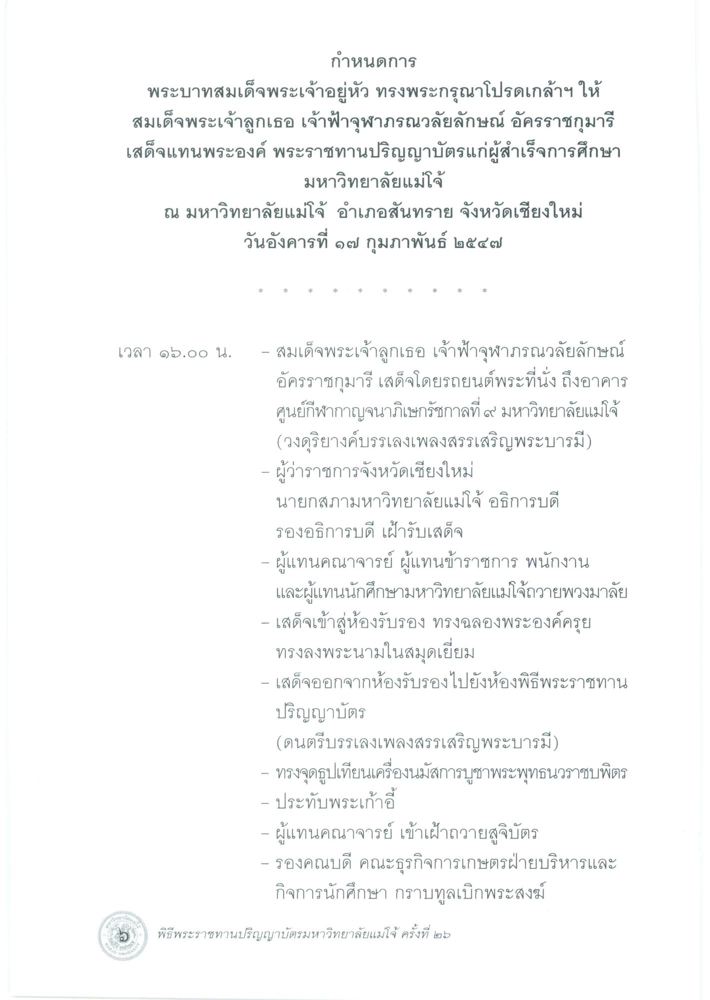 กำหนดการ
พระบาทสมเด็จพระเจ้าอยู่หัว ทรงพระกรุณาโปรดเกล้าฯ ให้
สมเด็จพระเจ้าลูกเธอ เจ้าฟ้าจุฬาภรณวลัยลักษณ์ อัครราชกุมารี
เสด็จแทนพระองค์ พระราชทานปริญญาบัตรแก่ผู้สำเร็จการศึกษา
มหาวิทยาลัยแม่โจ้
ณ มหาวิทยาลัยแม่โจ้ อำเภอสันทราย จังหวัดเชียงใหม่
วันอังคารที่ ๑๗ กุมภาพันธ์ ๒๕๔๗
* * * * * * * * * *
เวลา ๑๖.๐๐ น. – สมเด็จพระเจ้าลูกเธอ เจ้าฟ้าจุฬาภรณวลัยลักษณ์
อัครราชกุมารี เสด็จโดยรถยนต์พระที่นั่ง ถึงอาคาร
ศูนย์กีฬากาญจนาภิเษกรัชกาลที่ ๙ มหาวิทยาลัยแม่โจ้
(วงดุริยางค์บรรเลงเพลงสรรเสริญพระบารมี)
– ผู้ว่าราชการจังหวัดเชียงใหม่
นายกสภามหาวิทยาลัยแม่โจ้ อธิการบดี
รองอธิการบดี เฝ้ารับเสด็จ
– ผู้แทนคณาจารย์ ผู้แทนข้าราชการ พนักงาน
และผู้แทนนักศึกษามหาวิทยาลัยแม่โจ้ถวายพวงมาลัย
– เสด็จเข้าสู่ห้องรับรอง ทรงฉลองพระองค์ครุย
ทรงลงพระนามในสมุดเยี่ยม
– เสด็จออกจากห้องรับรองไปยังห้องพิธีพระราชทาน
ปริญญาบัตร
(ดนตรีบรรเลงเพลงสรรเสริญพระบารมี)
– ทรงจุดธูปเทียนเครื่องนมัสการบูชาพระพุทธนวราชบพิตร
– ประทับพระเก้าอี้
– ผู้แทนคณาจารย์ เข้าเฝ้าถวายสูจิบัตร
– รองคณบดี คณะธุรกิจการเกษตรฝ่ายบริหารและ
กิจการนักศึกษา กราบทูลเบิกพระสงฆ์
มหาวิทยาลัยแม่โจ้
๖
MAEJO UNIVERSITY
พิธีพระราชทานปริญญาบัตรมหาวิทยาลัยแม่โจ้ ครั้งที่ ๒๖